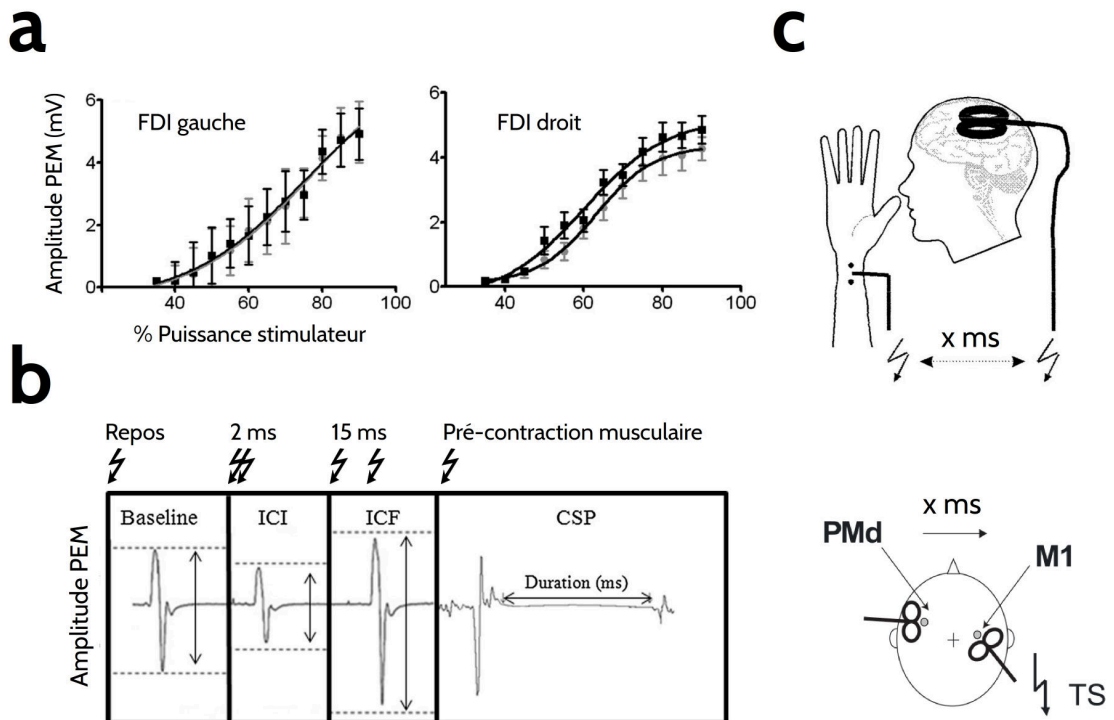 a
Amplitude PEM (mV)
6
4
2
0
FDI gauche
40 60 80 100
% Puissance stimulateur
6
4
2
0
FDI droit
40 60 80 100
b
Repos 2 ms 15 ms Pré-contraction musculaire
Amplitude PEM
Baseline ICI ICF CSP
Duration (ms)
c
x ms
x ms
PMd
M1
TS